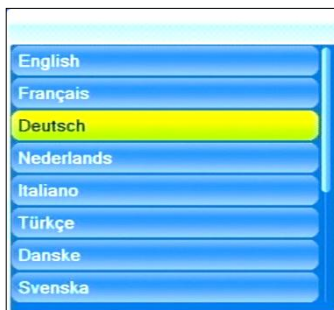 English
Français
Deutsch
Nederlands
Italiano
Türkçe
Danske
Svenska